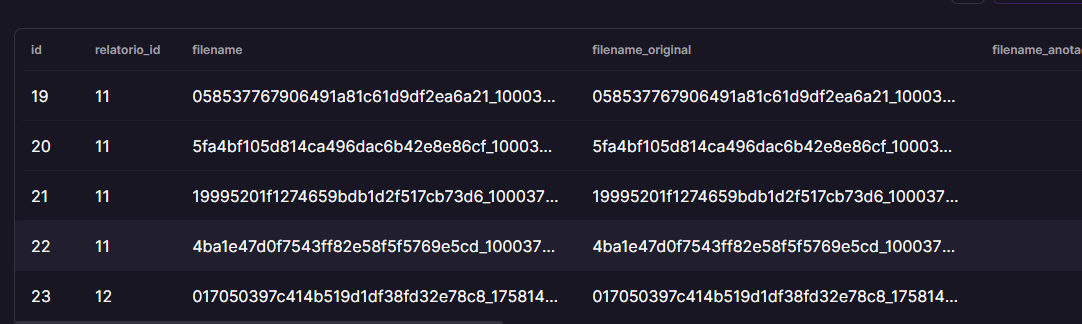 id relatorio_id filename filename_original filename_anota
19 11 058537767906491a81c61d9df2ea6a21_10003... 058537767906491a81c61d9df2ea6a21_10003...
20 11 5fa4bf105d814ca496dac6b42e8e86cf_10003... 5fa4bf105d814ca496dac6b42e8e86cf_10003...
21 11 19995201f1274659bdb1d2f517cb73d6_100037... 19995201f1274659bdb1d2f517cb73d6_100037...
22 11 4ba1e47d0f7543ff82e58f5f5769e5cd_100037... 4ba1e47d0f7543ff82e58f5f5769e5cd_100037...
23 12 017050397c414b519d1df38fd32e78c8_175814... 017050397c414b519d1df38fd32e78c8_175814...